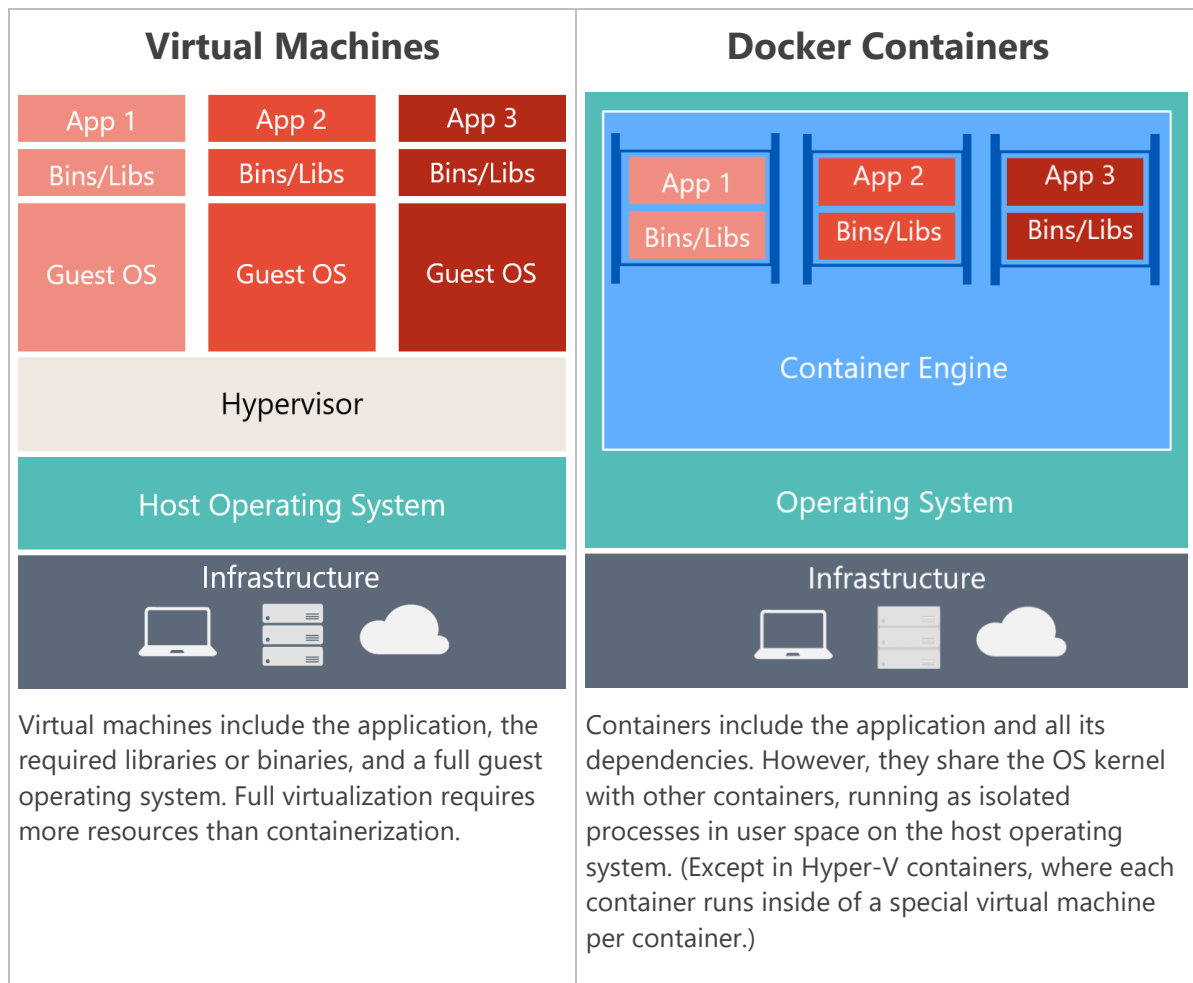 Virtual Machines
App 1
App 2
App 3
Bins/Libs
Bins/Libs
Bins/Libs
Guest OS
Guest OS
Guest OS
Hypervisor
Host Operating System
Infrastructure
Virtual machines include the application, the
required libraries or binaries, and a full guest
operating system. Full virtualization requires
more resources than containerization.
Docker Containers
App 1
App 2
App 3
Bins/Libs
Bins/Libs
Bins/Libs
Container Engine
Operating System
Infrastructure
Containers include the application and all its
dependencies. However, they share the OS kernel
with other containers, running as isolated
processes in user space on the host operating
system. (Except in Hyper-V containers, where each
container runs inside of a special virtual machine
per container.)